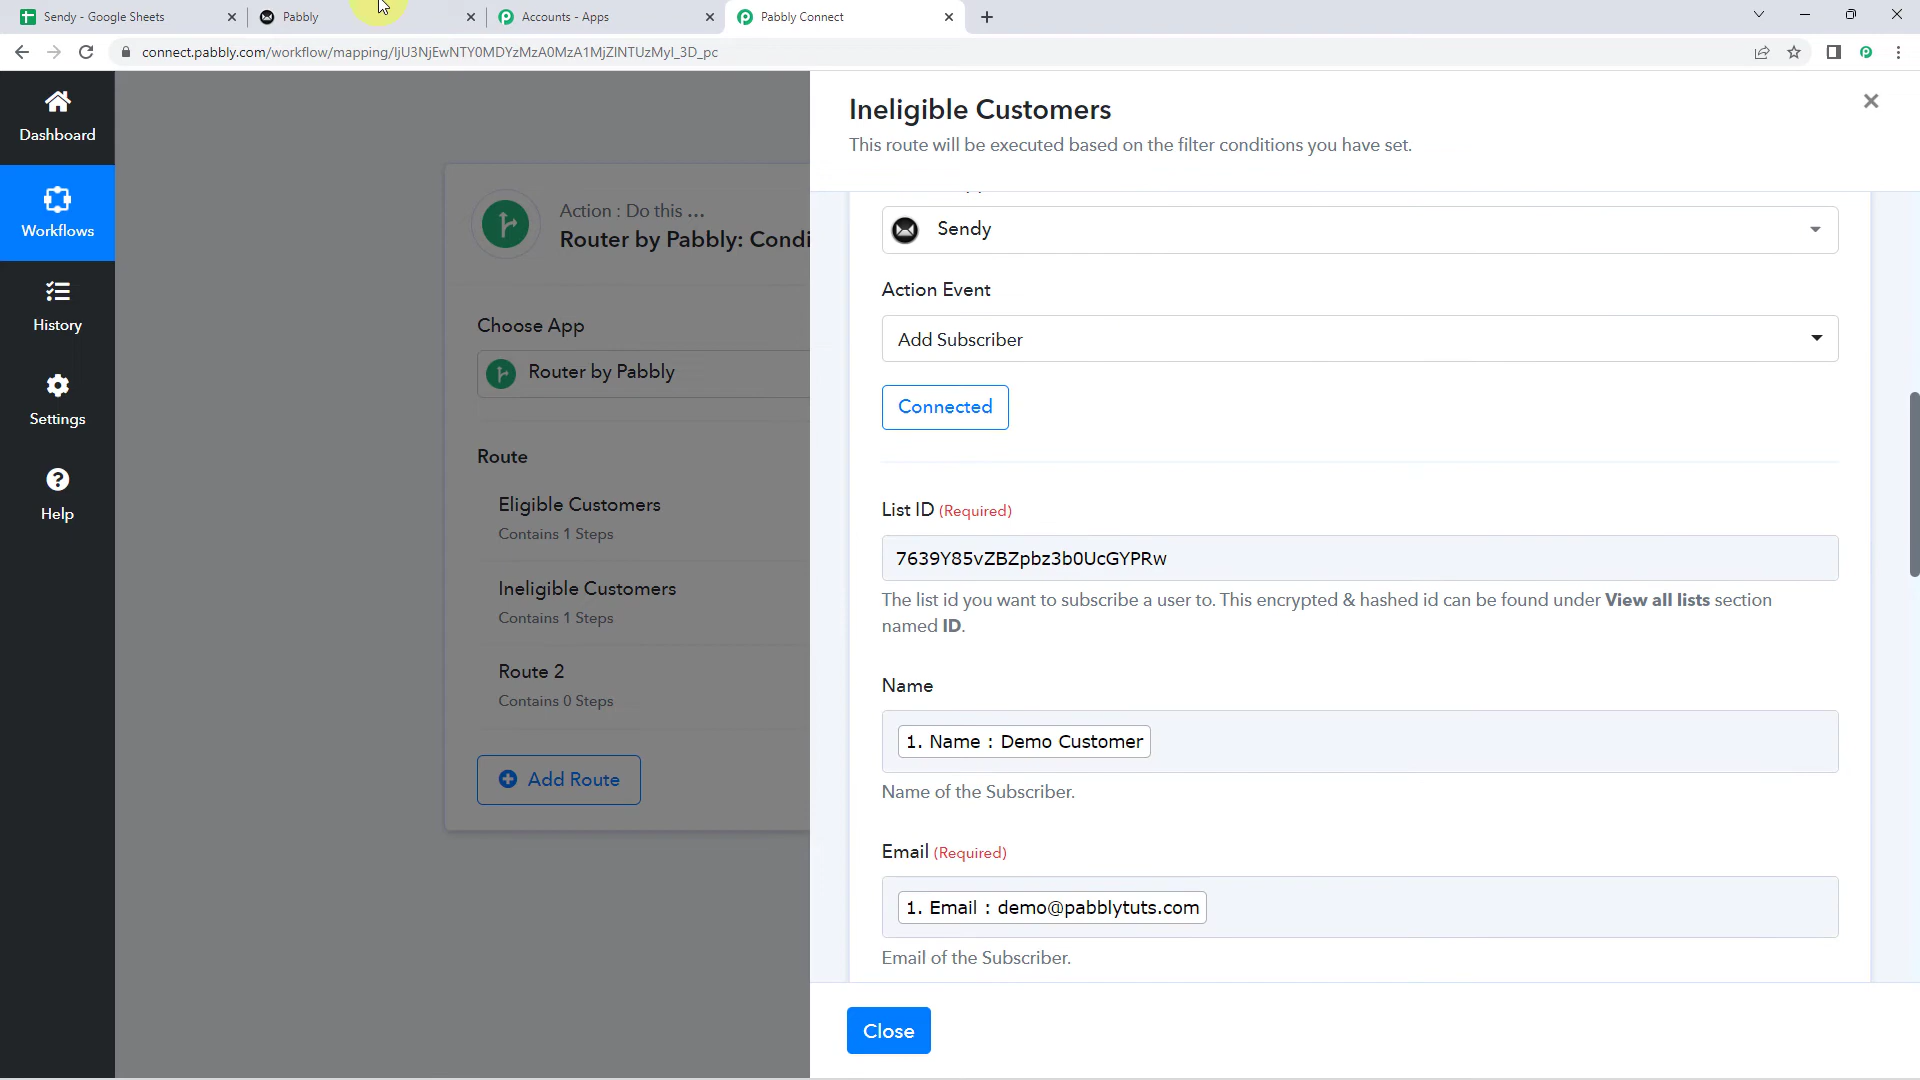 Sendy - Google Sheets
Pabbly
Accounts - Apps
Pabbly Connect
connect.pabbly.com/workflow/mapping/IjU3NjEwNTY0MDYzMzA0MzA1MjZlNTUzMyI_3D_pc
Dashboard
Workflows
History
Settings
Help
Action : Do this ...
Router by Pabbly: Condi
Choose App
Router by Pabbly
Route
Eligible Customers
Contains 1 Steps
Ineligible Customers
Contains 1 Steps
Route 2
Contains 0 Steps
Add Route
Ineligible Customers
This route will be executed based on the filter conditions you have set.
Sendy
Action Event
Add Subscriber
Connected
List ID (Required)
7639Y85vZBZpbz3b0UcGYPRw
The list id you want to subscribe a user to. This encrypted & hashed id can be found under View all lists section
named ID.
Name
1. Name : Demo Customer
Name of the Subscriber.
Email (Required)
1. Email : demo@pabblytuts.com
Email of the Subscriber.
Close